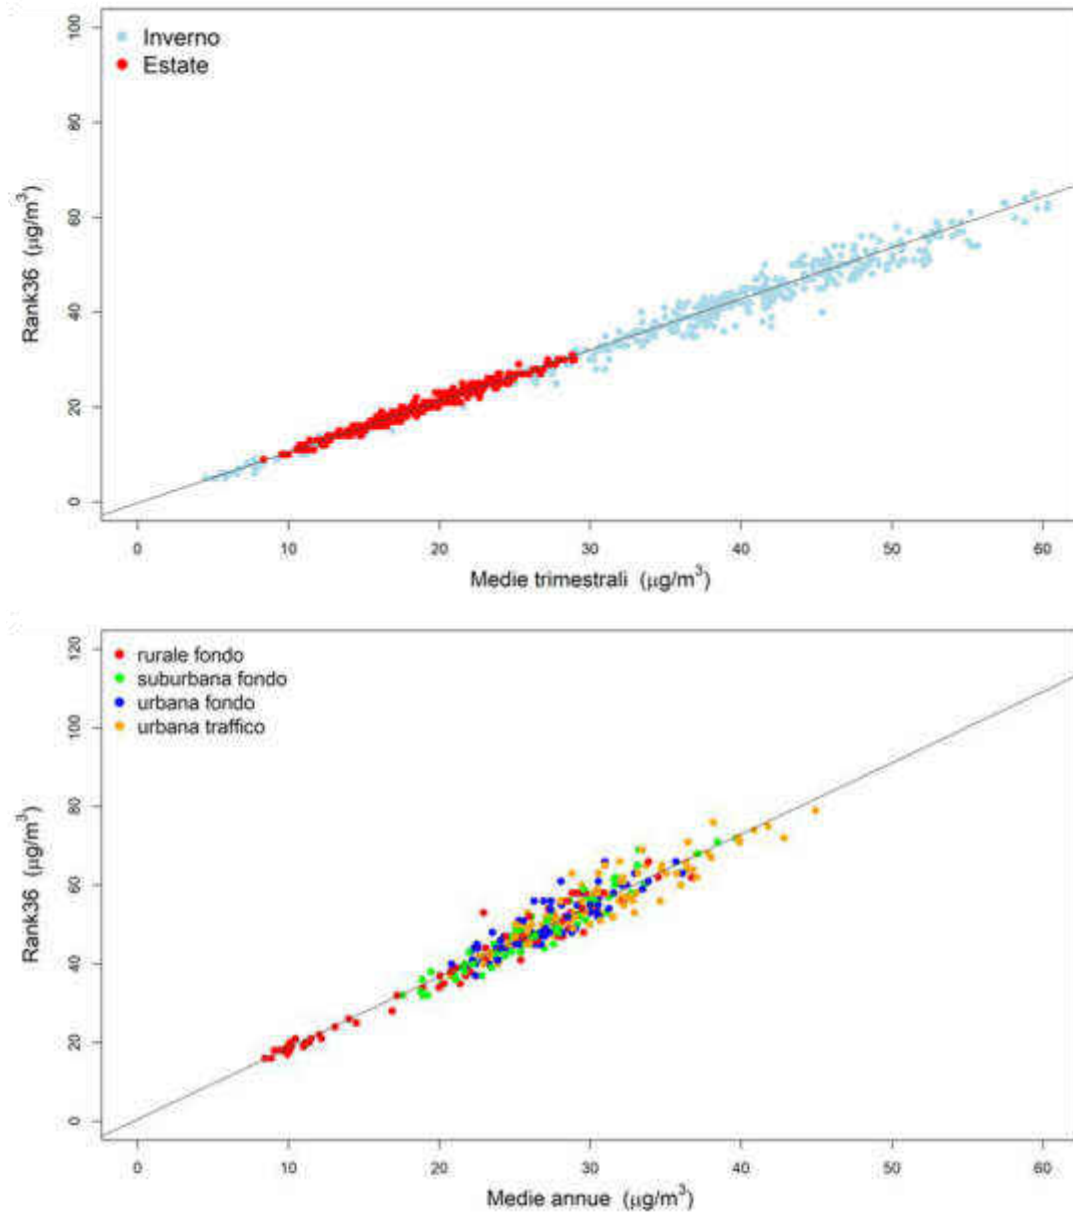 Inverno
Estate
Rank36 (μg/m³)
100
80
60
40
20
0
0 10 20 30 40 50 60
Medie trimestrali (μg/m³)
rurale fondo
suburbana fondo
urbana fondo
urbana traffico
Rank36 (μg/m³)
120
100
80
60
40
20
0
0 10 20 30 40 50 60
Medie annue (μg/m³)